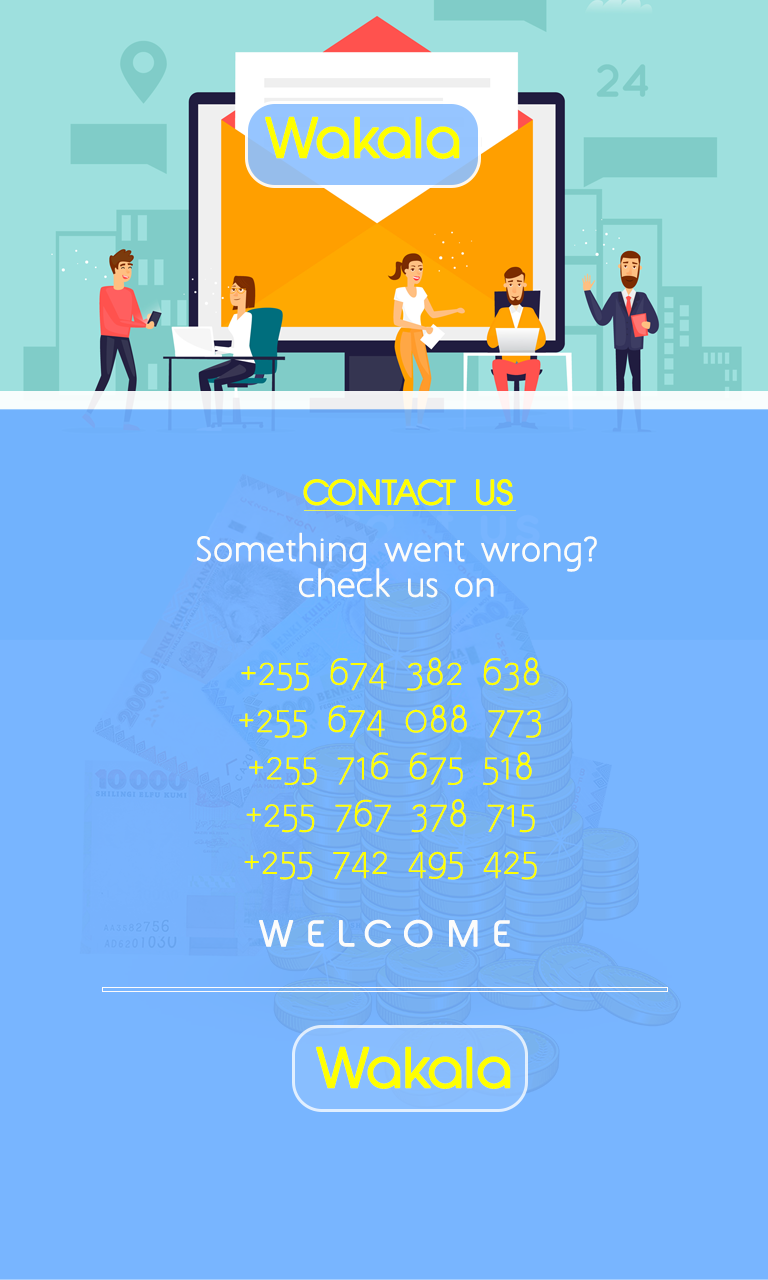 24
Wakala
CONTACT US
Something went wrong?
check us on
+255 674 382 638
+255 674 088 773
+255 716 675 518
+255 767 378 715
+255 742 495 425
10000
WELCOME
Wakala